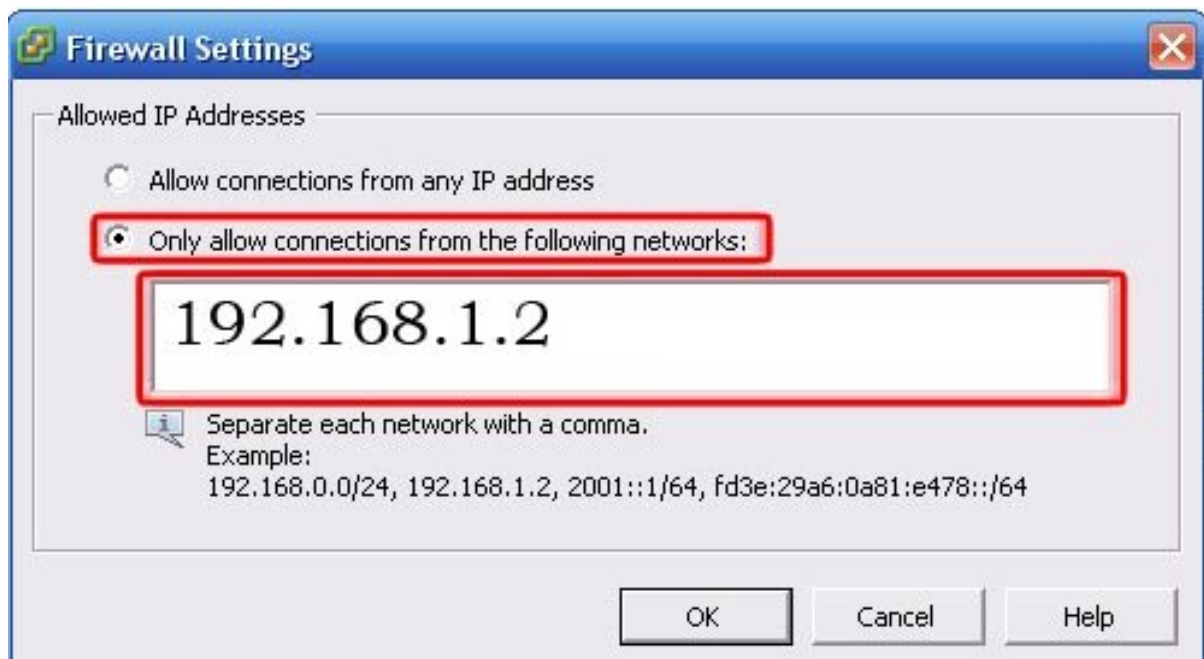 Firewall Settings
Allowed IP Addresses
Allow connections from any IP address
Only allow connections from the following networks:
192.168.1.2
Separate each network with a comma.
Example:
192.168.0.0/24, 192.168.1.2, 2001::1/64, fd3e:29a6:0a81:e478::/64
OK Cancel Help